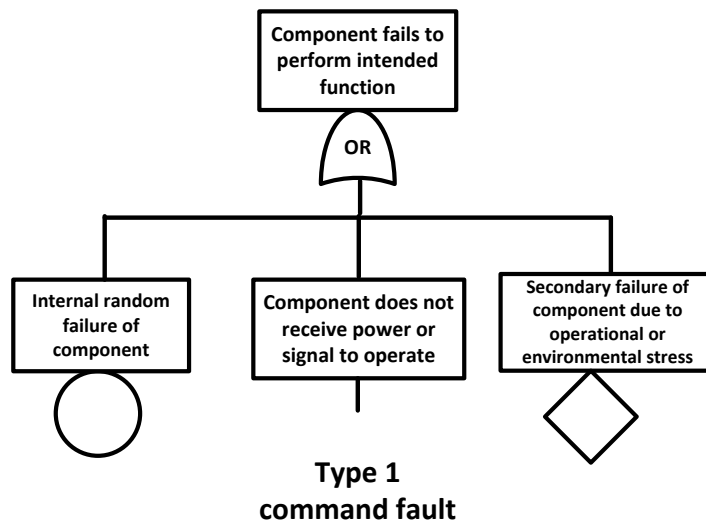 Component fails to
perform intended
function
OR
Internal random
failure of
component
Component does not
receive power or
signal to operate
Secondary failure of
component due to
operational or
environmental stress
Type 1
command fault